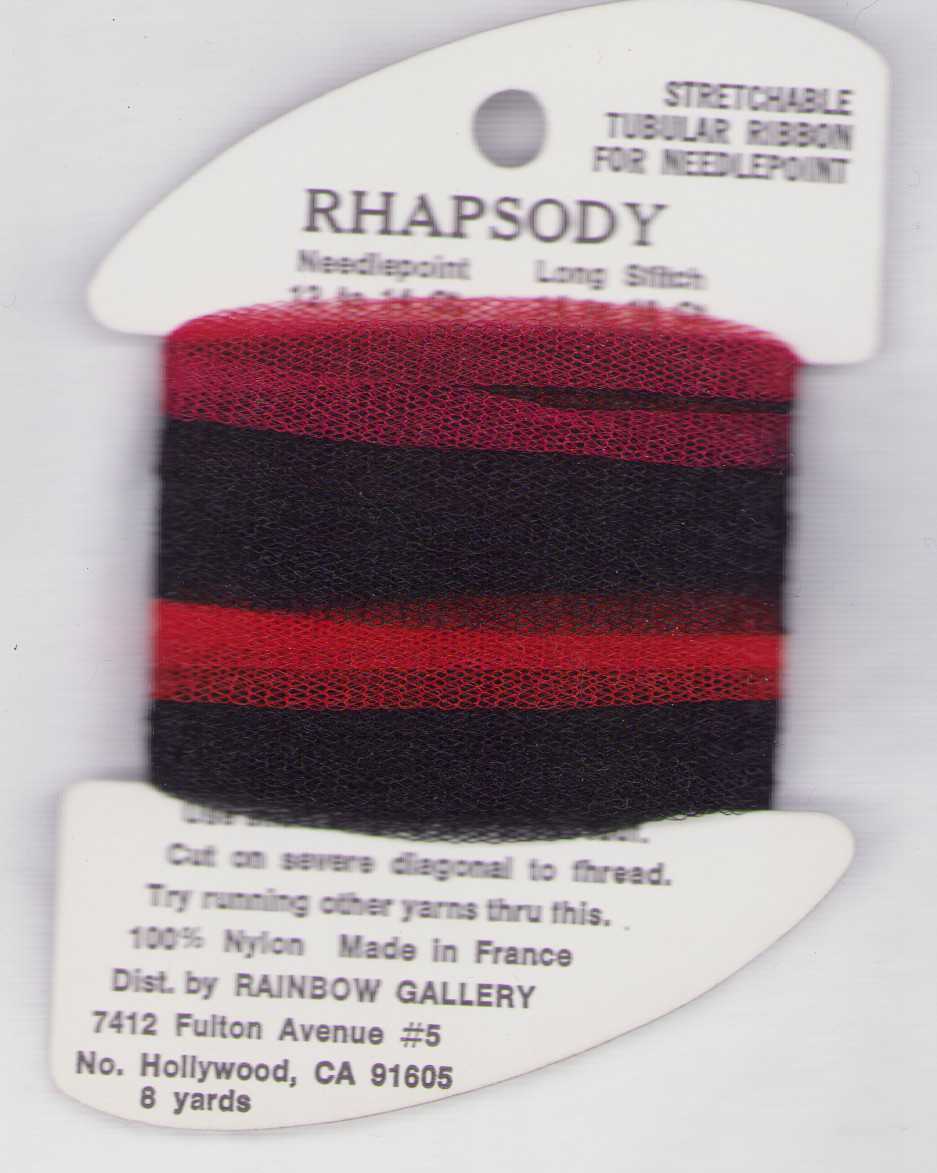 STRETCHABLE
TUBULAR RIBBON
FOR NEEDLEPOINT
RHAPSODY
Needlepoint Long Stitch
Cut on severe diagonal to thread.
Try running other yarns thru this.
100% Nylon Made in France
Dist. by RAINBOW GALLERY
7412 Fulton Avenue #5
No. Hollywood, CA 91605
8 yards